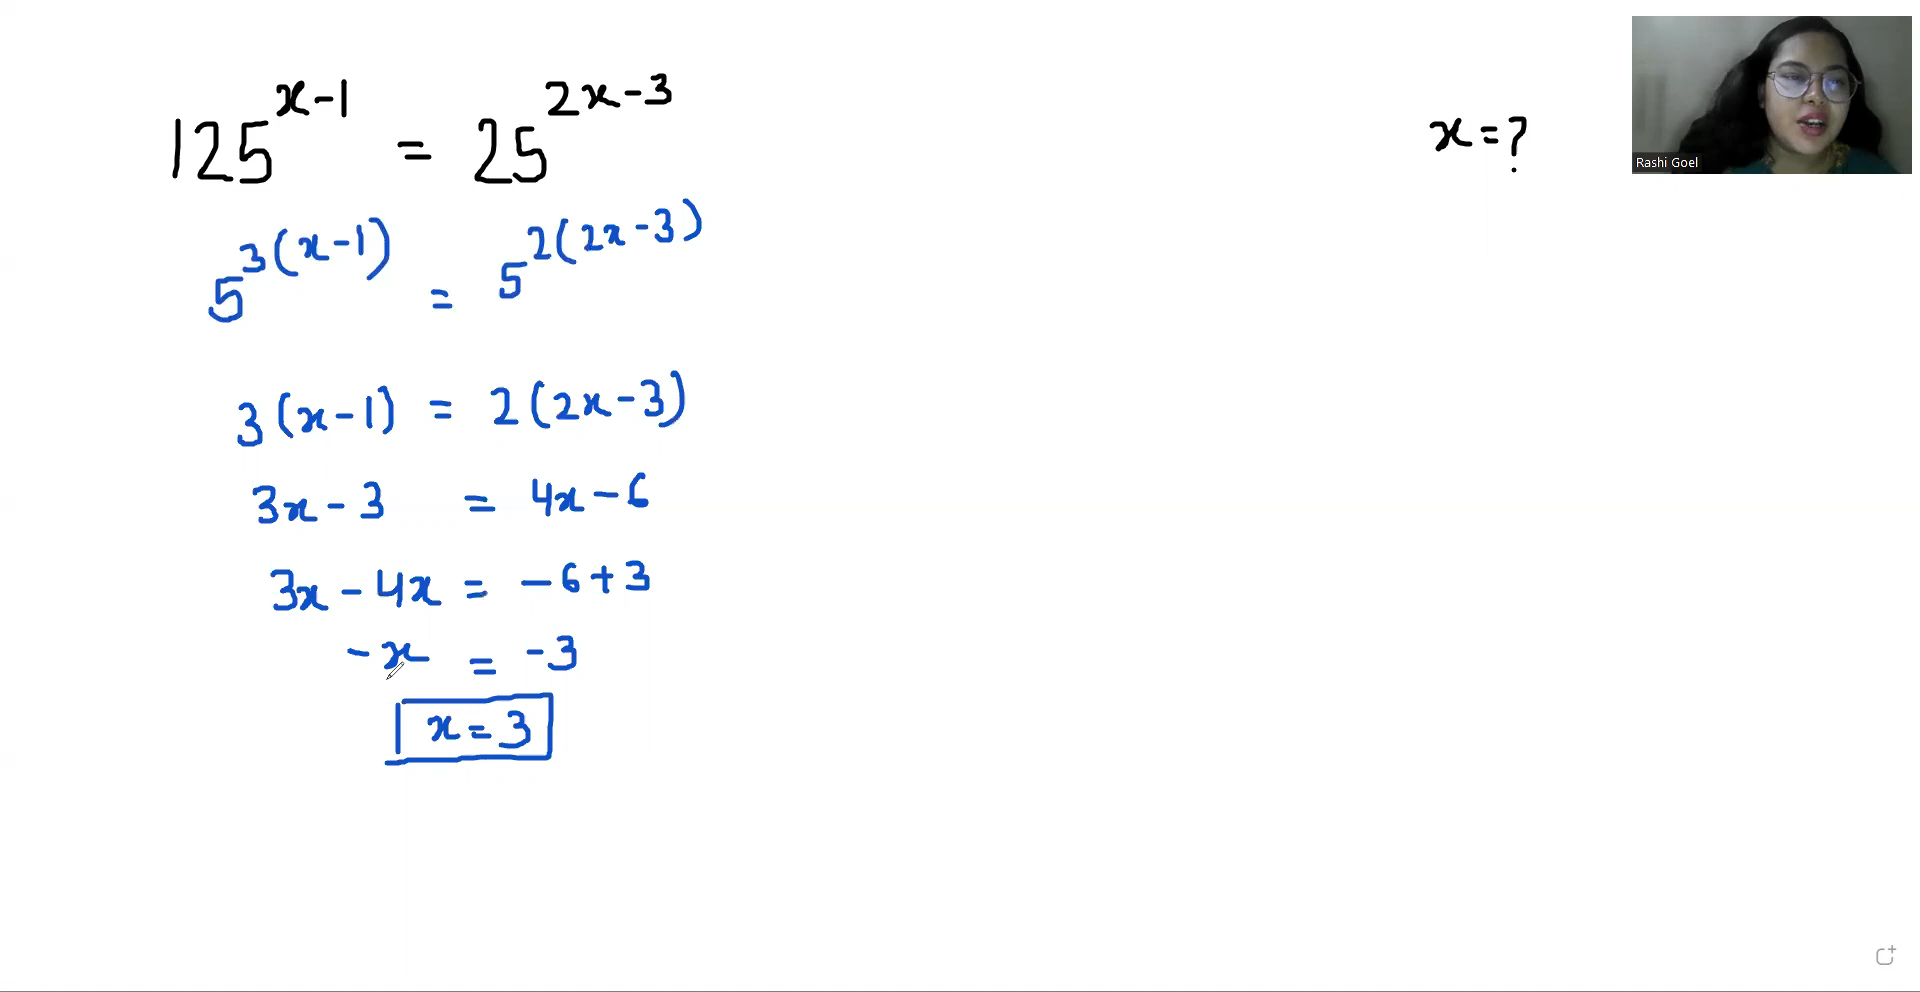 125^{x-1} = 25^{2x-3}
x = ?
Rashi Goel
5^{3(x-1)} = 5^{2(2x-3)}
3(x-1) = 2(2x-3)
3x - 3 = 4x - 6
3x - 4x = -6 + 3
-x = -3
x = 3